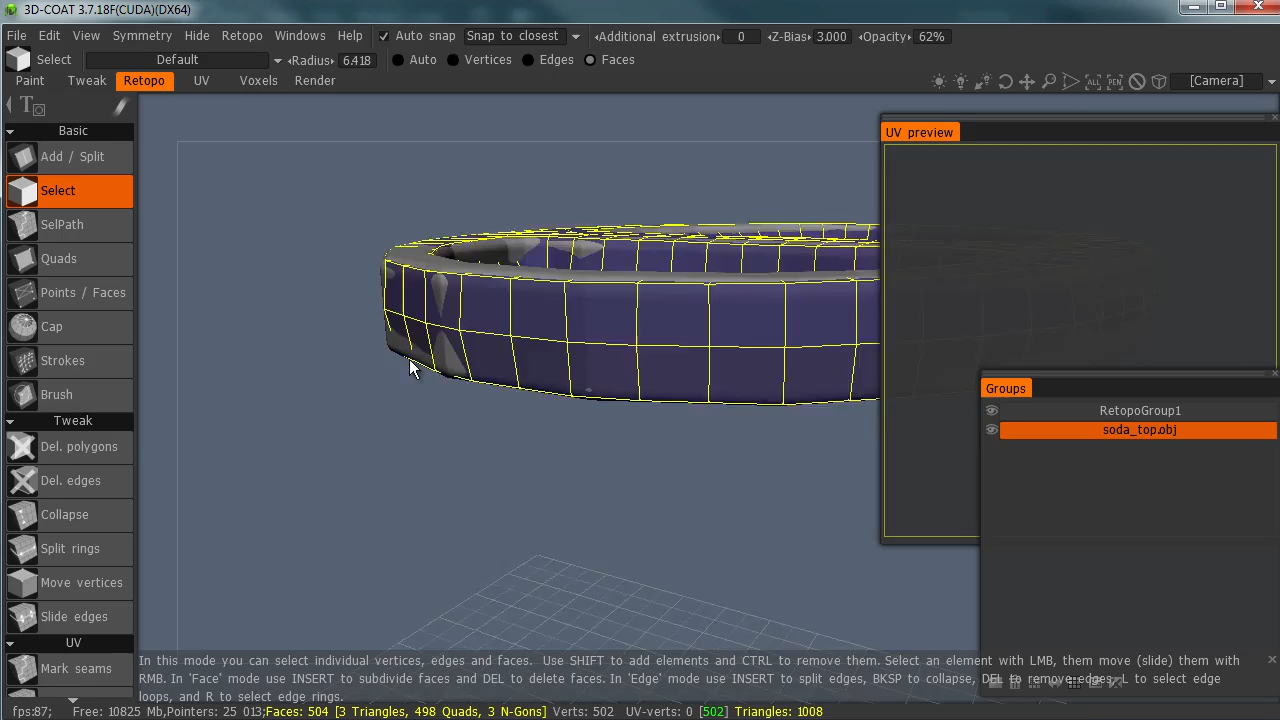 3D-COAT 3.7.18F(CUDA)(DX64)
File Edit View Symmetry Hide Retopo Windows Help Auto snap Snap to closest Additional extrusion: 0 Z-Bias: 3.000 Opacity: 62%
Select Default Radius: 6.418 Auto Vertices Edges Faces
Paint Tweak Retopo UV Voxels Render [Camera]
Basic
UV preview
Add / Split
Select
SelPath
Quads
Points / Faces
Cap
Strokes
Groups
Brush
RetopoGroup1
Tweak
soda_top.obj
Del. polygons
Del. edges
Collapse
Split rings
Move vertices
Slide edges
UV
Mark seams
In this mode you can select individual vertices, edges and faces. Use SHIFT to add elements and CTRL to remove them. Select an element with LMB, them move (slide) them with
RMB. In 'Face' mode use INSERT to subdivide faces and DEL to delete faces. In 'Edge' mode use INSERT to split edges, BKSP to collapse, DEL to remove edges, L to select edge
loops, and R to select edge rings.
fps:87; Free: 10825 Mb,Pointers: 25 013;Faces: 504 [3 Triangles, 498 Quads, 3 N-Gons] Verts: 502 UV-verts: 0 [502] Triangles: 1008